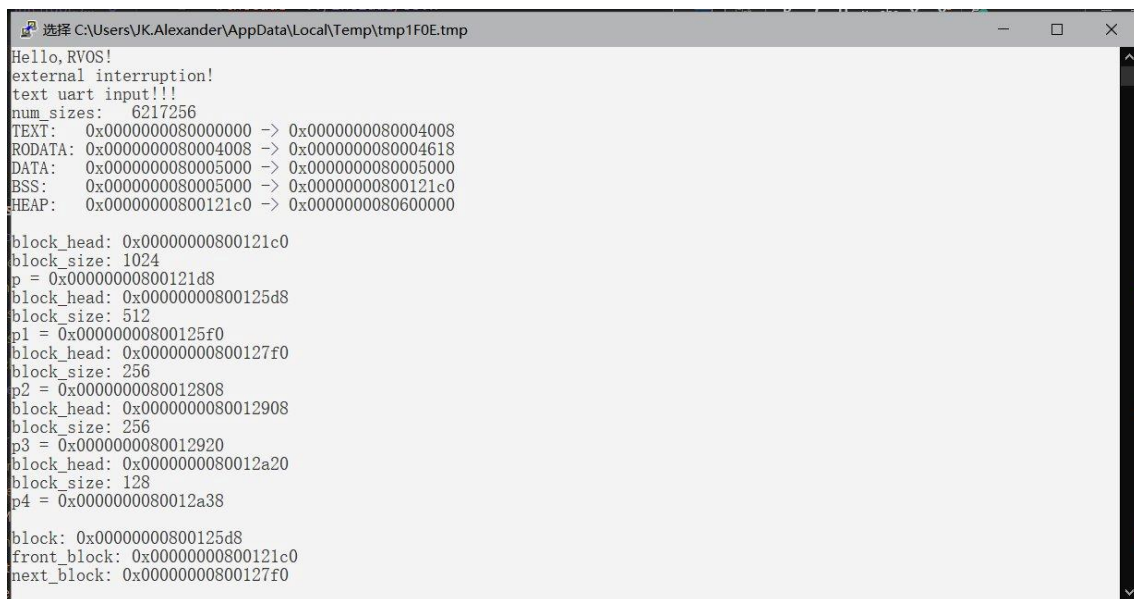 选择 C:\Users\JK.Alexander\AppData\Local\Temp\tmp1F0E.tmp
Hello,RVOS!
external interruption!
text uart input!!!
num_sizes:   6217256
TEXT:   0x0000000080000000 -> 0x0000000080004008
RODATA: 0x0000000080004008 -> 0x0000000080004618
DATA:   0x0000000080005000 -> 0x0000000080005000
BSS:    0x0000000080005000 -> 0x00000000800121c0
HEAP:   0x00000000800121c0 -> 0x0000000080600000
block_head: 0x00000000800121c0
block_size: 1024
p = 0x00000000800121d8
block_head: 0x00000000800125d8
block_size: 512
p1 = 0x00000000800125f0
block_head: 0x00000000800127f0
block_size: 256
p2 = 0x0000000080012808
block_head: 0x0000000080012908
block_size: 256
p3 = 0x0000000080012920
block_head: 0x0000000080012a20
block_size: 128
p4 = 0x0000000080012a38
block: 0x00000000800125d8
front_block: 0x00000000800121c0
next_block: 0x00000000800127f0